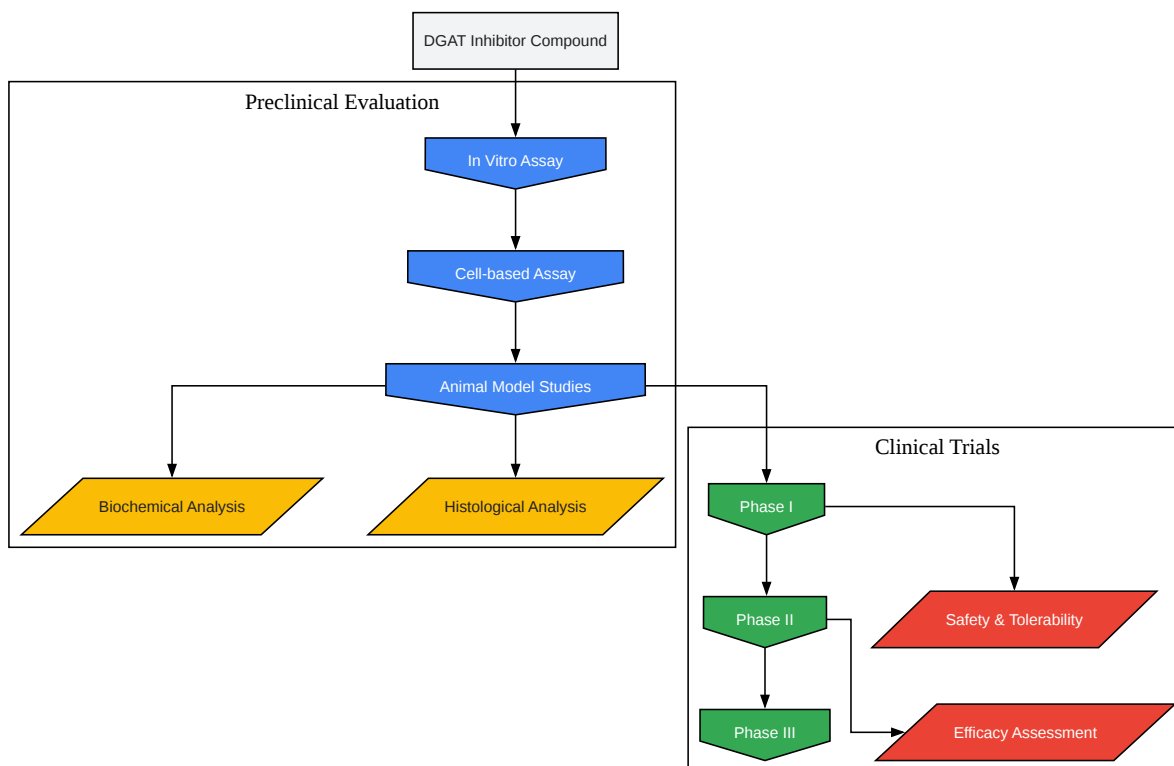 DGAT Inhibitor Compound
Preclinical Evaluation
In Vitro Assay
Cell-based Assay
Animal Model Studies
Biochemical Analysis
Histological Analysis
Clinical Trials
Phase I
Phase II
Safety & Tolerability
Phase III
Efficacy Assessment